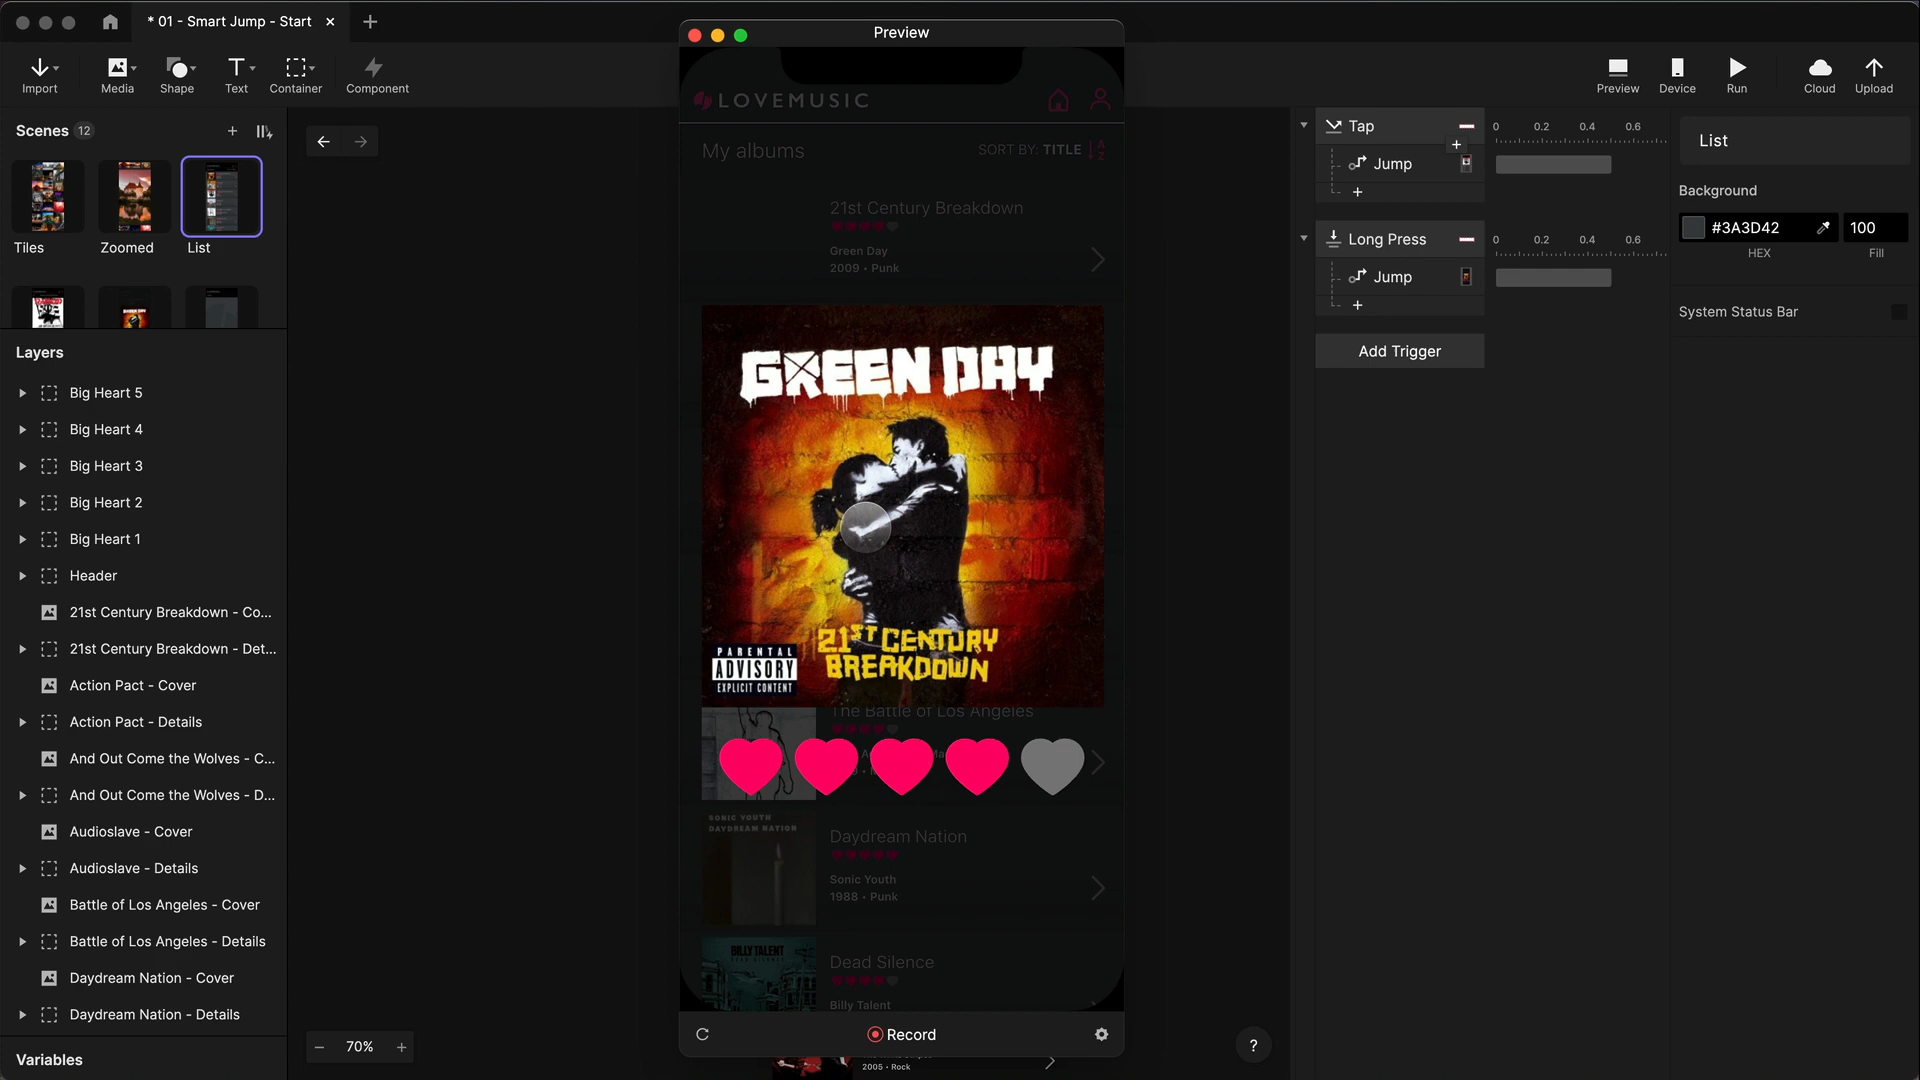 * 01 - Smart Jump - Start
Preview
Import
Media
Shape
Text
Container
Component
Preview
Device
Run
Cloud
Upload
Scenes 12
Tiles
Zoomed
List
Layers
Big Heart 5
Big Heart 4
Big Heart 3
Big Heart 2
Big Heart 1
Header
21st Century Breakdown - Co...
21st Century Breakdown - Det...
Action Pact - Cover
Action Pact - Details
And Out Come the Wolves - C...
And Out Come the Wolves - D...
Audioslave - Cover
Audioslave - Details
Battle of Los Angeles - Cover
Battle of Los Angeles - Details
Daydream Nation - Cover
Daydream Nation - Details
Variables
70%
LOVEMUSIC
My albums
SORT BY: TITLE
A
Z
21st Century Breakdown
Green Day
2009 • Punk
GREEN DAY
21ST CENTURY
BREAKDOWN
PARENTAL
ADVISORY
EXPLICIT CONTENT
The Battle of Los Angeles
SONIC YOUTH
DAYDREAM NATION
Daydream Nation
Sonic Youth
1988 • Punk
BILLY TALENT
DEAD SILENCE
Dead Silence
Billy Talent
Record
2005 • Rock
?
Tap
0 0.2 0.4 0.6
Jump
Long Press
0 0.2 0.4 0.6
Jump
Add Trigger
List
Background
#3A3D42
100
HEX
Fill
System Status Bar